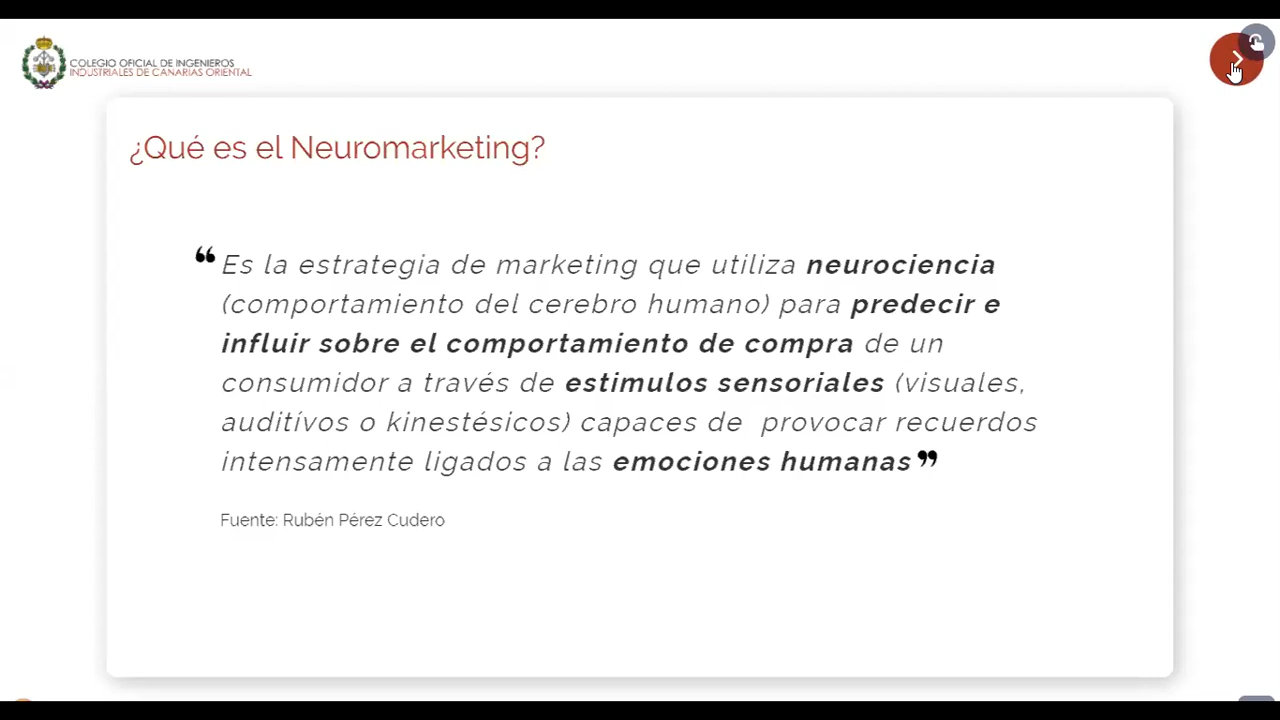 COLEGIO OFICIAL DE INGENIEROS
INDUSTRIALES DE CANARIAS ORIENTAL
¿Qué es el Neuromarketing?
❝Es la estrategia de marketing que utiliza neurociencia
(comportamiento del cerebro humano) para predecir e
influir sobre el comportamiento de compra de un
consumidor a través de estimulos sensoriales (visuales,
auditívos o kinestésicos) capaces de  provocar recuerdos
intensamente ligados a las emociones humanas❞
Fuente: Rubén Pérez Cudero